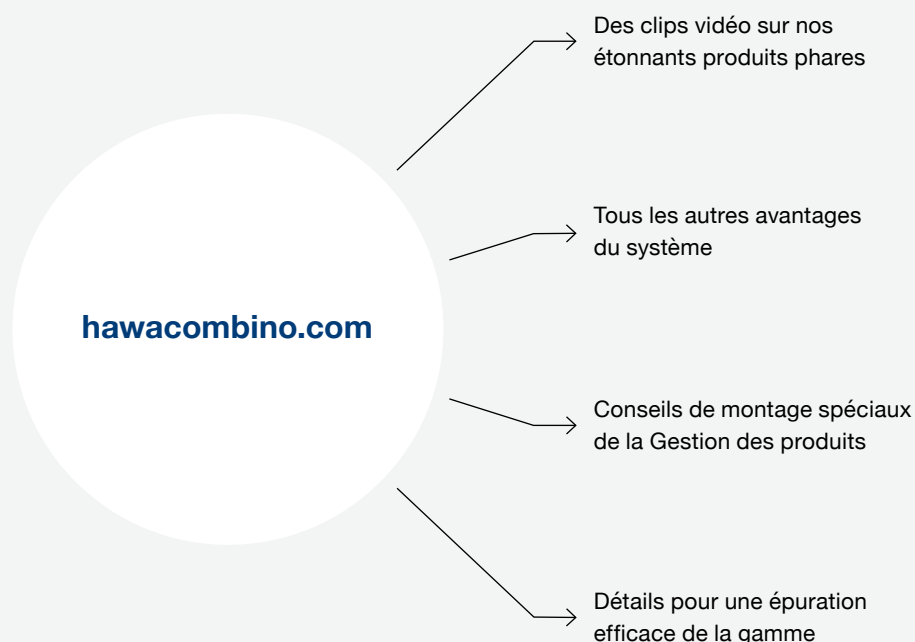 Des clips vidéo sur nos
étonnants produits phares
Tous les autres avantages
du système
hawacombino.com
Conseils de montage spéciaux
de la Gestion des produits
Détails pour une épuration
efficace de la gamme